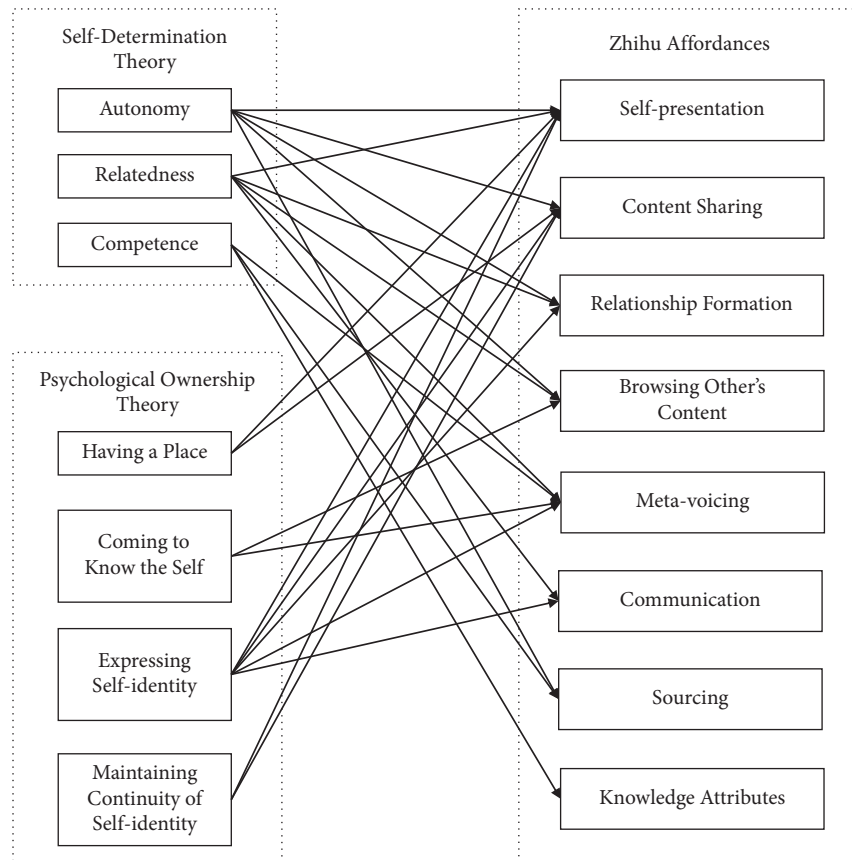 Self-Determination
Theory
Autonomy
Relatedness
Competence
Psychological Ownership
Theory
Having a Place
Coming to
Know the Self
Expressing
Self-identity
Maintaining
Continuity of
Self-identity
Zhihu Affordances
Self-presentation
Content Sharing
Relationship Formation
Browsing Other’s
Content
Meta-voicing
Communication
Sourcing
Knowledge Attributes